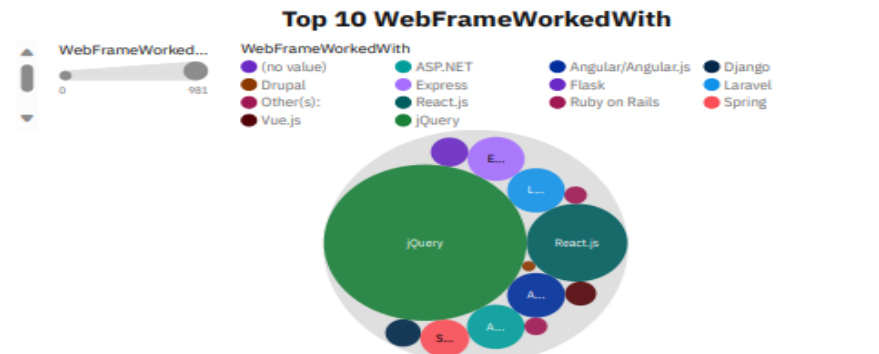 Top 10 WebFrameWorkedWith
WebFrameWorked...
0 981
WebFrameWorkedWith
(no value) ASP.NET Angular/Angular.js Django
Drupal Express Flask Laravel
Other(s): React.js Ruby on Rails Spring
Vue.js jQuery
E...
L...
jQuery React.js
A...
A...
S...